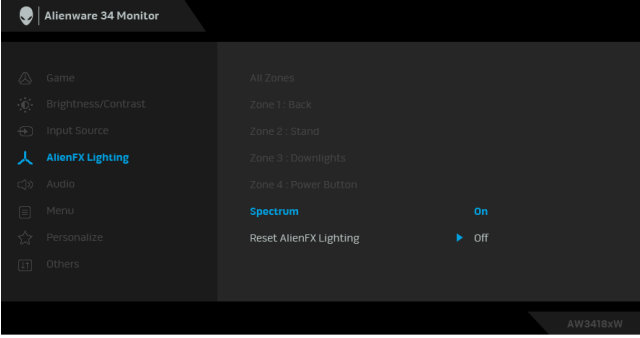 Alienware 34 Monitor
Game
All Zones
Brightness/Contrast
Zone 1 : Back
Input Source
Zone 2 : Stand
AlienFX Lighting
Zone 3 : Downlights
Audio
Zone 4 : Power Button
Menu
Spectrum On
Personalize
Reset AlienFX Lighting Off
Others
AW3418xW